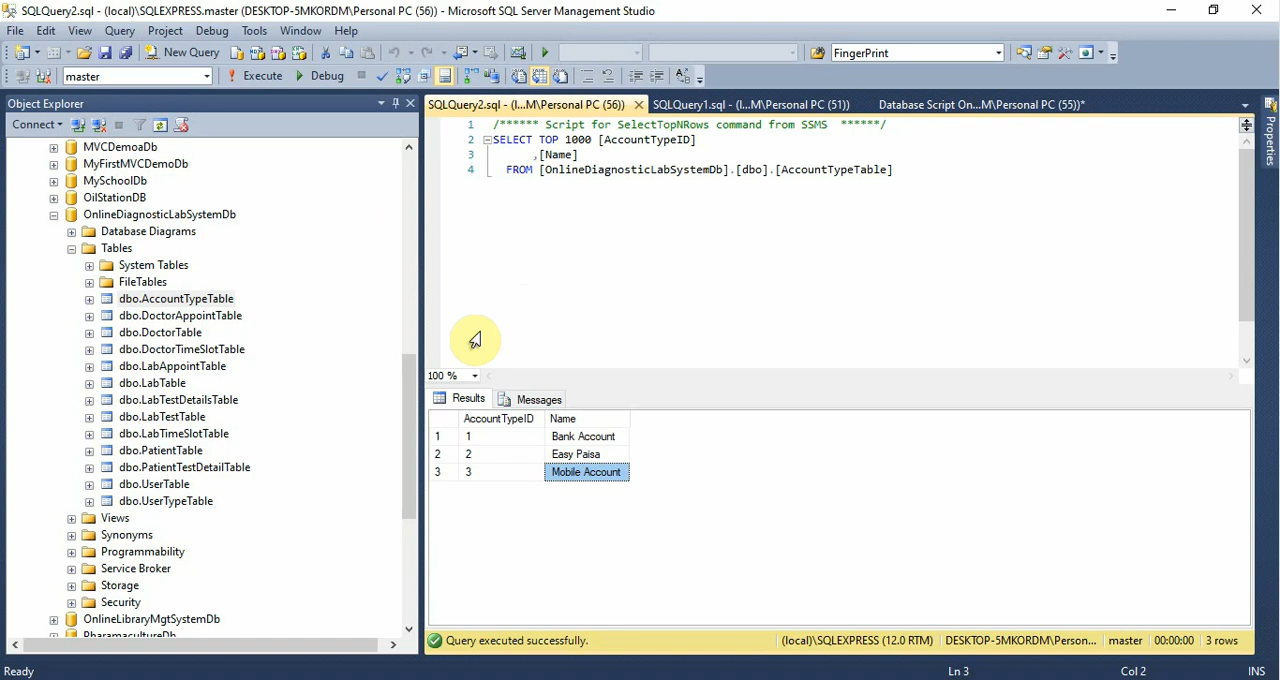 SQLQuery2.sql - (local)\SQLEXPRESS.master (DESKTOP-5MKORDM\Personal PC (56)) - Microsoft SQL Server Management Studio
File Edit View Query Project Debug Tools Window Help
New Query FingerPrint
master Execute Debug
Object Explorer
Connect
MVCDemoaDb
MyFirstMVCDemoDb
MySchoolDb
OilStationDB
OnlineDiagnosticLabSystemDb
Database Diagrams
Tables
System Tables
FileTables
dbo.AccountTypeTable
dbo.DoctorAppointTable
dbo.DoctorTable
dbo.DoctorTimeSlotTable
dbo.LabAppointTable
dbo.LabTable
dbo.LabTestDetailsTable
dbo.LabTestTable
dbo.LabTimeSlotTable
dbo.PatientTable
dbo.PatientTestDetailTable
dbo.UserTable
dbo.UserTypeTable
Views
Synonyms
Programmability
Service Broker
Storage
Security
OnlineLibraryMgtSystemDb
PharamacultureDb
SQLQuery2.sql - (l...M\Personal PC (56)) SQLQuery1.sql - (l...M\Personal PC (51)) Database Script On...M\Personal PC (55))*
1 /****** Script for SelectTopNRows command from SSMS ******/
2 SELECT TOP 1000 [AccountTypeID]
3 ,[Name]
4 FROM [OnlineDiagnosticLabSystemDb].[dbo].[AccountTypeTable]
100 %
Results Messages
AccountTypeID Name
1 1 Bank Account
2 2 Easy Paisa
3 3 Mobile Account
Query executed successfully. (local)\SQLEXPRESS (12.0 RTM) DESKTOP-5MKORDM\Person... master 00:00:00 3 rows
Properties
Ready Ln 3 Col 2 INS